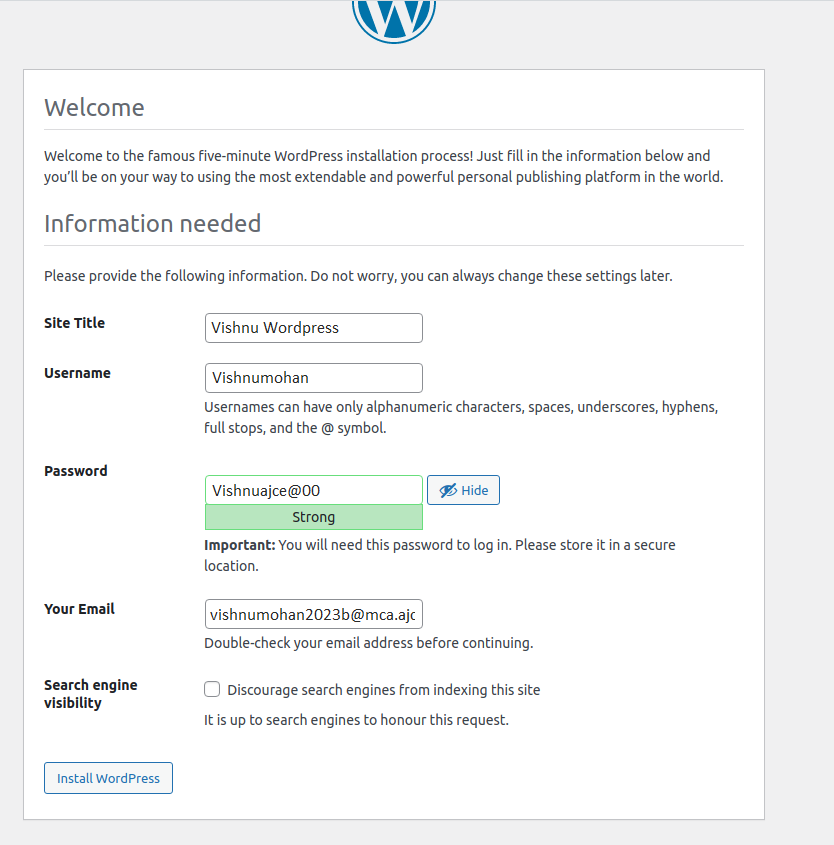 Welcome
Welcome to the famous five-minute WordPress installation process! Just fill in the information below and
you’ll be on your way to using the most extendable and powerful personal publishing platform in the world.
Information needed
Please provide the following information. Do not worry, you can always change these settings later.
Site Title
Vishnu Wordpress
Username
Vishnumohan
Usernames can have only alphanumeric characters, spaces, underscores, hyphens,
full stops, and the @ symbol.
Password
Vishnuajce@00
Hide
Strong
Important: You will need this password to log in. Please store it in a secure
location.
Your Email
vishnumohan2023b@mca.ajc
Double-check your email address before continuing.
Search engine
visibility
Discourage search engines from indexing this site
It is up to search engines to honour this request.
Install WordPress